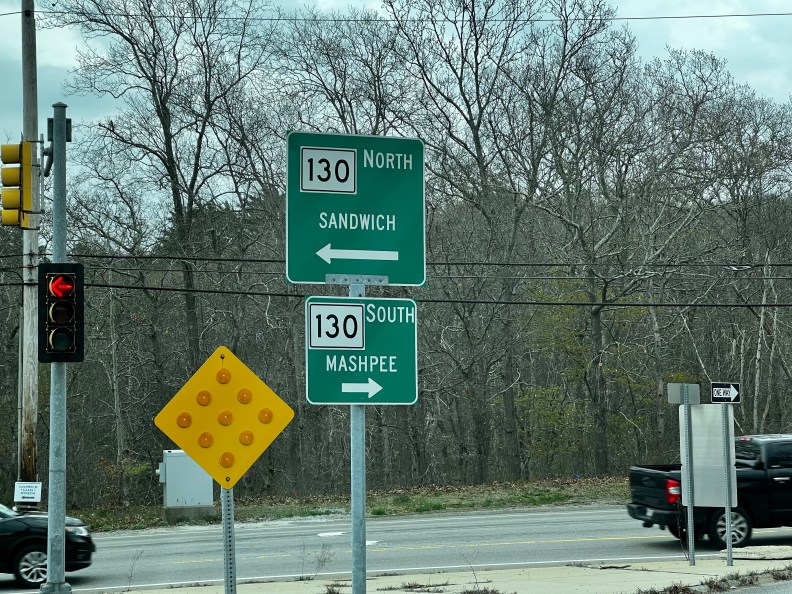 130 NORTH
SANDWICH
130 SOUTH
MASHPEE
ONE WAY